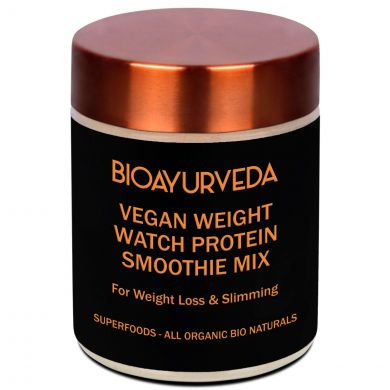 BIOAYURVEDA
VEGAN WEIGHT
WATCH PROTEIN
SMOOTHIE MIX
For Weight Loss & Slimming
SUPERFOODS - ALL ORGANIC BIO NATURALS